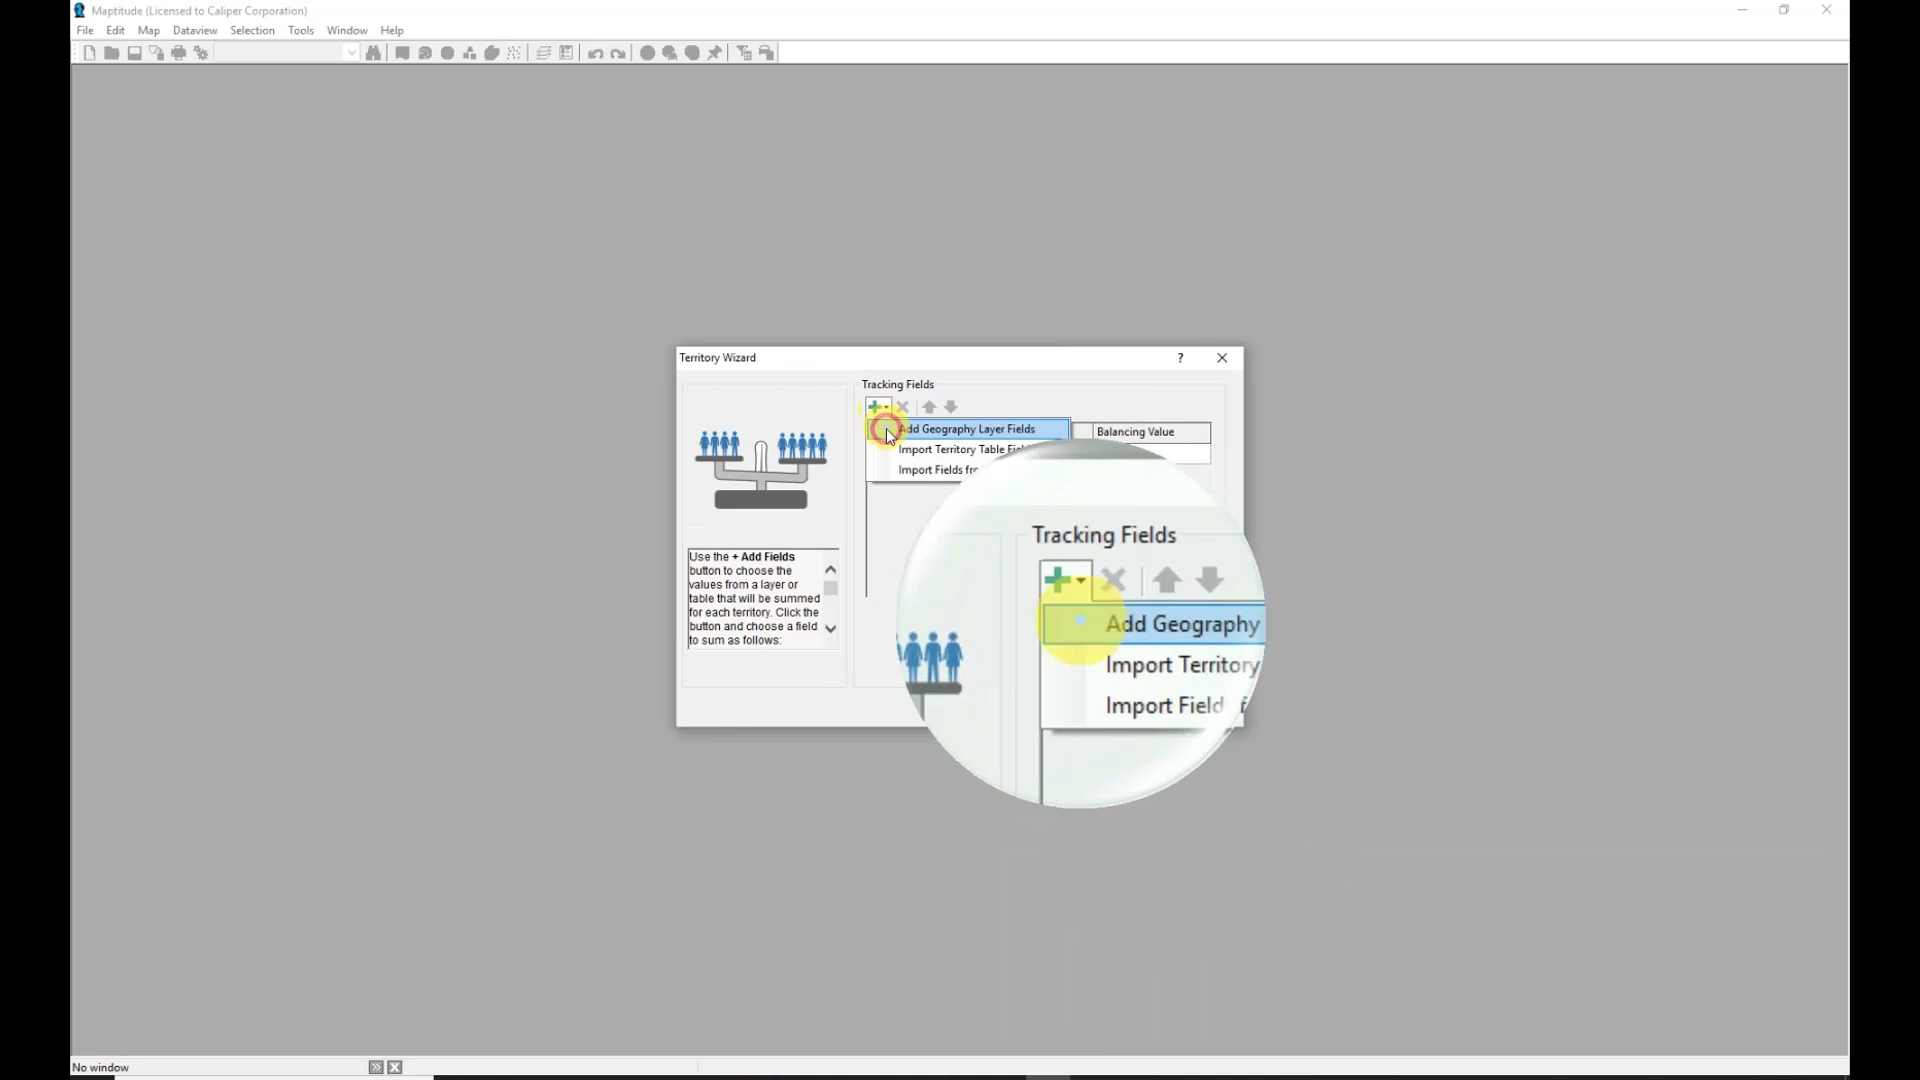 Maptitude (Licensed to Caliper Corporation)
File Edit Map Dataview Selection Tools Window Help
Territory Wizard ?
Tracking Fields
Add Geography Layer Fields
Balancing Value
Import Territory Table
Import Fields
Use the + Add Fields
button to choose the
values from a layer or
table that will be summed
for each territory. Click the
button and choose a field
to sum as follows:
Tracking Fields
Add Geography
Import Territory
Import Field
No window